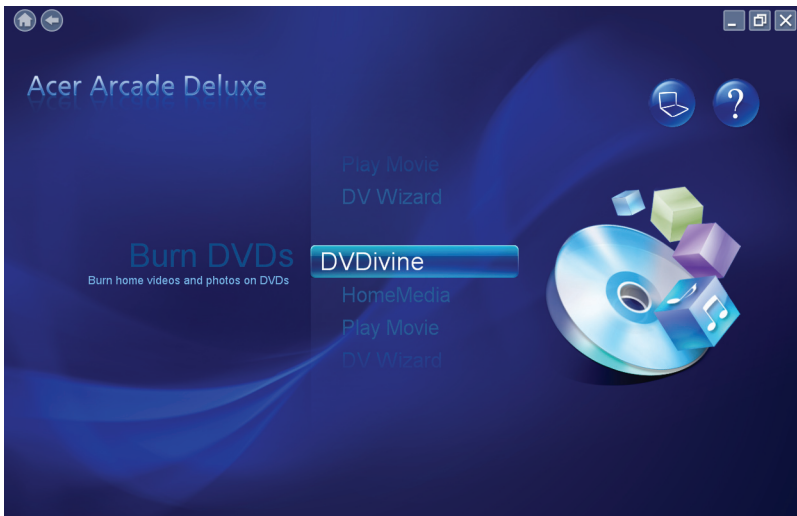 Acer Arcade Deluxe
?
Play Movie
DV Wizard
Burn DVDs
DVDivine
Burn home videos and photos on DVDs
HomeMedia
Play Movie
DV Wizard